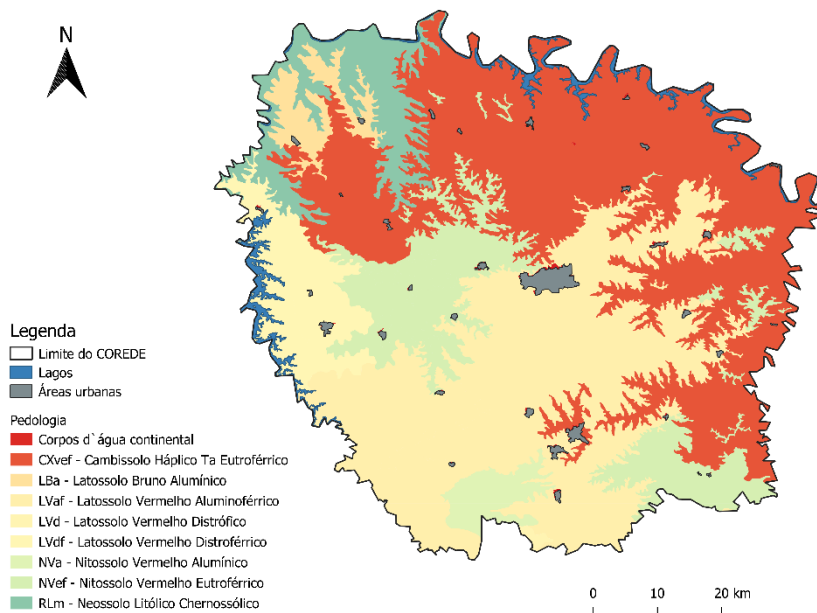 N
Legenda
Limite do COREDE
Lagos
Áreas urbanas
Pedologia
Corpos d`água continental
CXvef - Cambissolo Háplico Ta Eutroférrico
LBa - Latossolo Bruno Alumínico
LVaf - Latossolo Vermelho Aluminoférrico
LVd - Latossolo Vermelho Distrófico
LVdf - Latossolo Vermelho Distroférrico
NVa - Nitossolo Vermelho Alumínico
NVef - Nitossolo Vermelho Eutroférrico
RLm - Neossolo Litólico Chernossólico
0 10 20 km